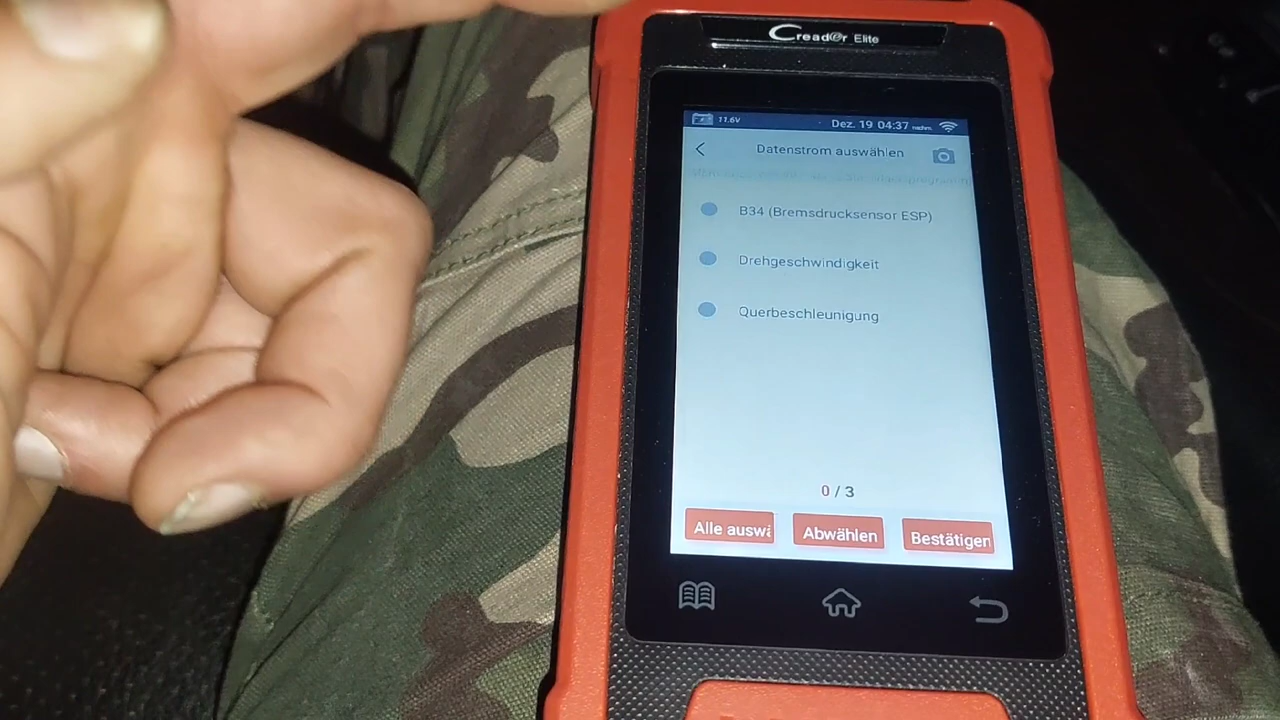 Creader Elite
11.6V
Dez. 19 04:37 nachm.
Datenstrom auswählen
B34 (Bremsdrucksensor ESP)
Drehgeschwindigkeit
Querbeschleunigung
0 / 3
Alle auswä
Abwählen
Bestätigen